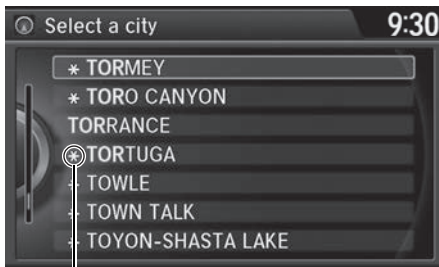 Select a city
9:30
* TORMEY
* TORO CANYON
TORRANCE
* TORTUGA
* TOWLE
* TOWN TALK
* TOYON-SHASTA LAKE